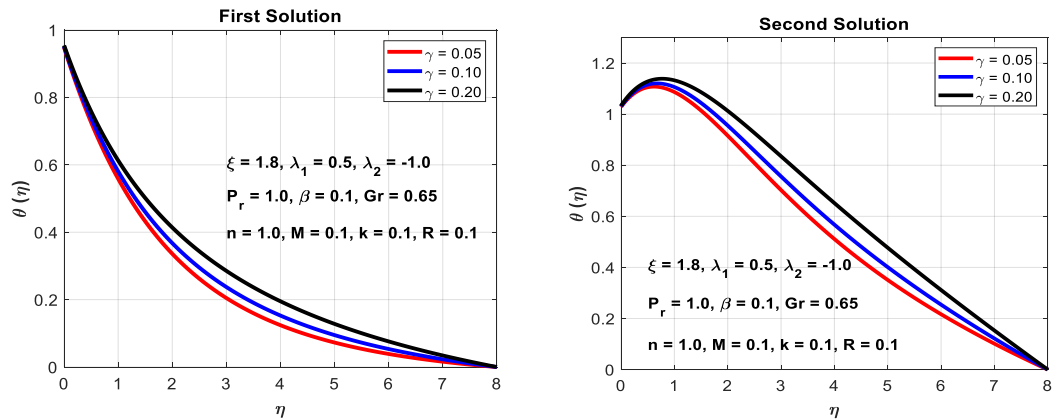 First Solution
1
0.8
0.6
0.4
0.2
0
0 1 2 3 4 5 6 7 8
θ (η)
η
γ = 0.05
γ = 0.10
γ = 0.20
ξ = 1.8, λ₁ = 0.5, λ₂ = -1.0
Pᵣ = 1.0, β = 0.1, Gr = 0.65
n = 1.0, M = 0.1, k = 0.1, R = 0.1
Second Solution
1.2
1
0.8
0.6
0.4
0.2
0
0 1 2 3 4 5 6 7 8
θ (η)
η
γ = 0.05
γ = 0.10
γ = 0.20
ξ = 1.8, λ₁ = 0.5, λ₂ = -1.0
Pᵣ = 1.0, β = 0.1, Gr = 0.65
n = 1.0, M = 0.1, k = 0.1, R = 0.1